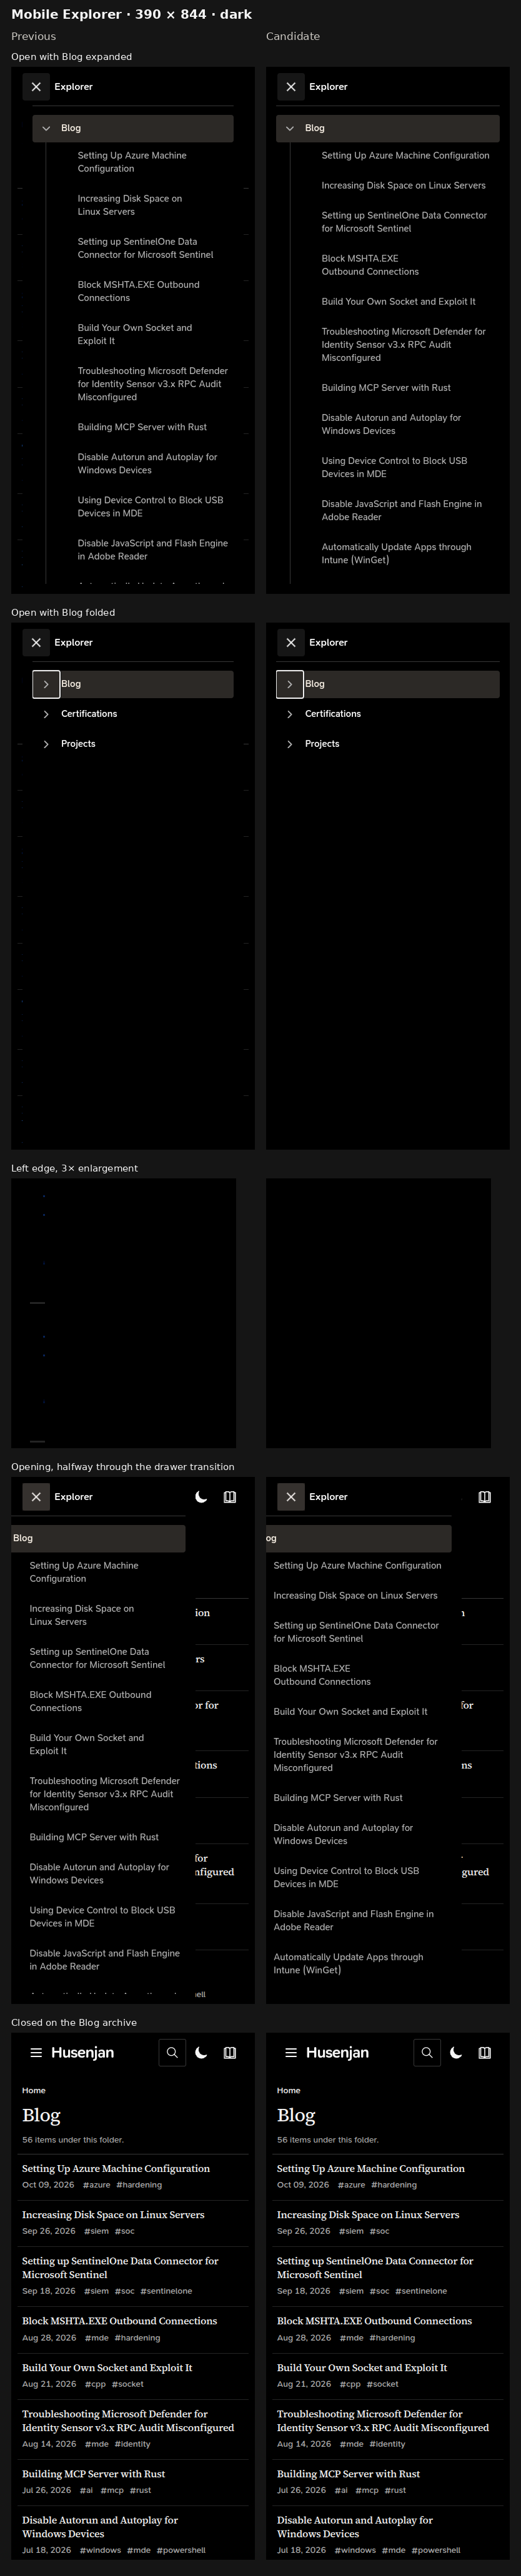 Mobile Explorer · 390 × 844 · dark
Previous
Candidate
Open with Blog expanded
Explorer
Blog
Setting Up Azure Machine
Configuration
Increasing Disk Space on
Linux Servers
Setting up SentinelOne Data
Connector for Microsoft Sentinel
Block MSHTA.EXE Outbound
Connections
Build Your Own Socket and
Exploit It
Troubleshooting Microsoft Defender
for Identity Sensor v3.x RPC Audit
Misconfigured
Building MCP Server with Rust
Disable Autorun and Autoplay for
Windows Devices
Using Device Control to Block USB
Devices in MDE
Disable JavaScript and Flash Engine
in Adobe Reader
Explorer
Blog
Setting Up Azure Machine Configuration
Increasing Disk Space on Linux Servers
Setting up SentinelOne Data Connector
for Microsoft Sentinel
Block MSHTA.EXE
Outbound Connections
Build Your Own Socket and Exploit It
Troubleshooting Microsoft Defender for
Identity Sensor v3.x RPC Audit
Misconfigured
Building MCP Server with Rust
Disable Autorun and Autoplay for
Windows Devices
Using Device Control to Block USB
Devices in MDE
Disable JavaScript and Flash Engine in
Adobe Reader
Automatically Update Apps through
Intune (WinGet)
Open with Blog folded
Explorer
Blog
Certifications
Projects
Explorer
Blog
Certifications
Projects
Left edge, 3× enlargement
Opening, halfway through the drawer transition
Explorer
Blog
Setting Up Azure Machine
Configuration
Increasing Disk Space on
Linux Servers
Setting up SentinelOne Data
Connector for Microsoft Sentinel
Block MSHTA.EXE Outbound
Connections
Build Your Own Socket and
Exploit It
Troubleshooting Microsoft Defender
for Identity Sensor v3.x RPC Audit
Misconfigured
Building MCP Server with Rust
Disable Autorun and Autoplay for
Windows Devices
Using Device Control to Block USB
Devices in MDE
Disable JavaScript and Flash Engine
in Adobe Reader
Explorer
og
Setting Up Azure Machine Configuration
Increasing Disk Space on Linux Servers
Setting up SentinelOne Data Connector
for Microsoft Sentinel
Block MSHTA.EXE
Outbound Connections
Build Your Own Socket and Exploit It
Troubleshooting Microsoft Defender for
Identity Sensor v3.x RPC Audit
Misconfigured
Building MCP Server with Rust
Disable Autorun and Autoplay for
Windows Devices
Using Device Control to Block USB
Devices in MDE
Disable JavaScript and Flash Engine in
Adobe Reader
Automatically Update Apps through
Intune (WinGet)
Closed on the Blog archive
Husenjan
Home
Blog
56 items under this folder.
Setting Up Azure Machine Configuration
Oct 09, 2026 #azure #hardening
Increasing Disk Space on Linux Servers
Sep 26, 2026 #siem #soc
Setting up SentinelOne Data Connector for
Microsoft Sentinel
Sep 18, 2026 #siem #soc #sentinelone
Block MSHTA.EXE Outbound Connections
Aug 28, 2026 #mde #hardening
Build Your Own Socket and Exploit It
Aug 21, 2026 #cpp #socket
Troubleshooting Microsoft Defender for
Identity Sensor v3.x RPC Audit Misconfigured
Aug 14, 2026 #mde #identity
Building MCP Server with Rust
Jul 26, 2026 #ai #mcp #rust
Disable Autorun and Autoplay for
Windows Devices
Jul 18, 2026 #windows #mde #powershell
Husenjan
Home
Blog
56 items under this folder.
Setting Up Azure Machine Configuration
Oct 09, 2026 #azure #hardening
Increasing Disk Space on Linux Servers
Sep 26, 2026 #siem #soc
Setting up SentinelOne Data Connector for
Microsoft Sentinel
Sep 18, 2026 #siem #soc #sentinelone
Block MSHTA.EXE Outbound Connections
Aug 28, 2026 #mde #hardening
Build Your Own Socket and Exploit It
Aug 21, 2026 #cpp #socket
Troubleshooting Microsoft Defender for
Identity Sensor v3.x RPC Audit Misconfigured
Aug 14, 2026 #mde #identity
Building MCP Server with Rust
Jul 26, 2026 #ai #mcp #rust
Disable Autorun and Autoplay for
Windows Devices
Jul 18, 2026 #windows #mde #powershell